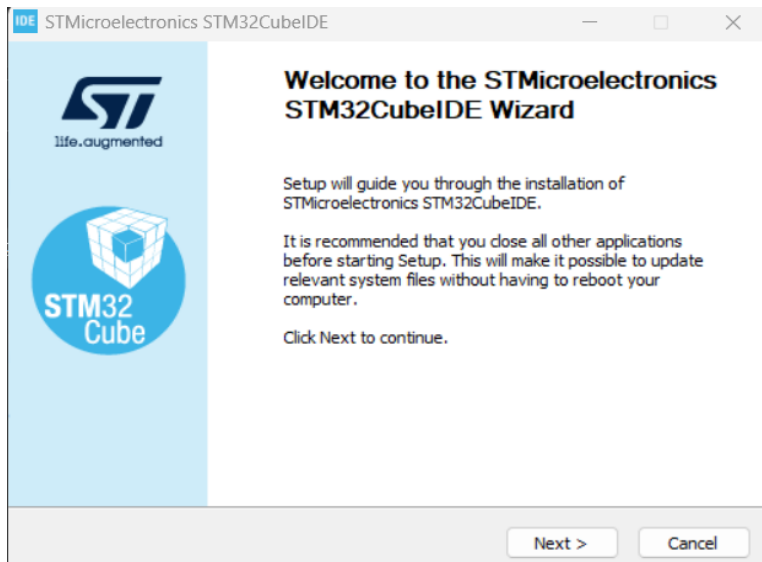 IDE STMicroelectronics STM32CubeIDE
ST
life.augmented
STM32
Cube
Welcome to the STMicroelectronics
STM32CubeIDE Wizard
Setup will guide you through the installation of
STMicroelectronics STM32CubeIDE.
It is recommended that you close all other applications
before starting Setup. This will make it possible to update
relevant system files without having to reboot your
computer.
Click Next to continue.
Next >
Cancel